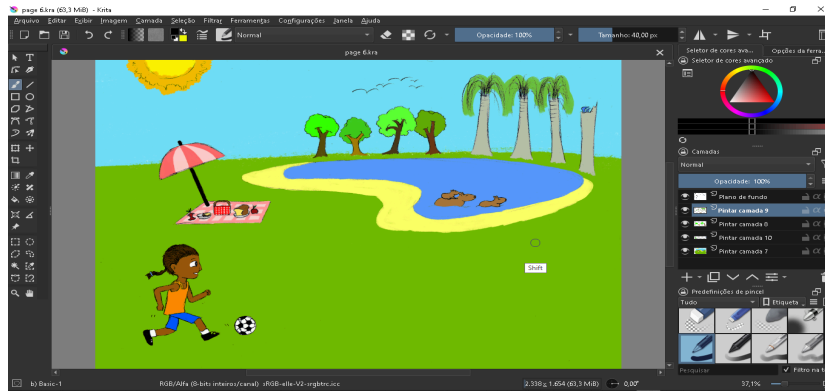 page 6.kra (63,3 MiB) - Krita
Arquivo Editar Exibir Imagem Camada Seleção Filtrar Ferramentas Configurações Janela Ajuda
Normal Opacidade: 100% Tamanho: 40,00 px
page 6.kra
Seletor de cores ava... Opções da ferra...
Seletor de cores avançado
Camadas
Normal
Opacidade: 100%
Plano de fundo
Pintar camada 9
Pintar camada 8
Pintar camada 10
Pintar camada 7
Predefinições de pincel
Tudo Etiqueta
Shift
Pesquisar Filtro na t
b) Basic-1 RGB/Alfa (8-bits inteiros/canal) sRGB-elle-V2-srgbtrc.icc 2.338 x 1.654 (63,3 MiB) 0,00° 37,1%